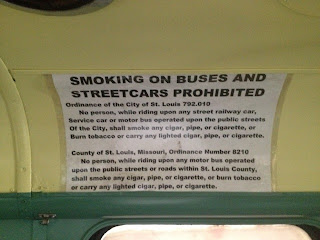 SMOKING ON BUSES AND
STREETCARS PROHIBITED
Ordinance of the City of St. Louis 792.010
No person, while riding upon any street railway car,
Service car or motor bus operated upon the public streets
Of the City, shall smoke any cigar, pipe, or cigarette, or
Burn tobacco or carry any lighted cigar, pipe, or cigarette.
County of St. Louis, Missouri, Ordinance Number 8210
No person, while riding any motor bus operated
upon the public streets or roads within St Louis County,
shall smoke any cigar, pipe, or cigarette, or burn tobacco
or carry any lighted cigar, pipe, or cigarette.